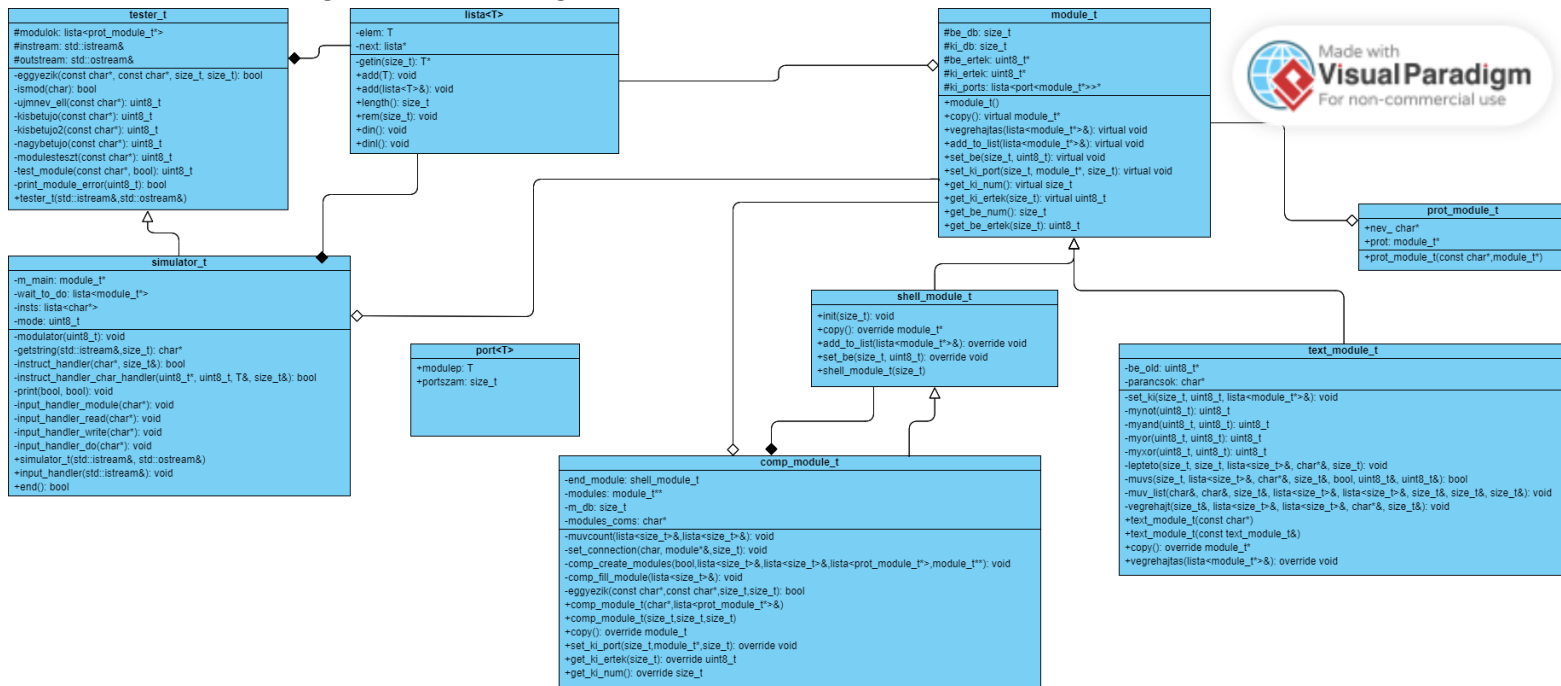 tester_t
#modulok: lista<prot_module_t*>
#instream: std::istream&
#outstream: std::ostream&
-eggyezik(const char*, const char*, size_t, size_t): bool
-ismod(char): bool
-ujmnev_ell(const char*): uint8_t
-kisbetujo(const char*): uint8_t
-kisbetujo2(const char*): uint8_t
-nagybetujo(const char*): uint8_t
-modulesteszt(const char*): uint8_t
-test_module(const char*, bool): uint8_t
-print_module_error(uint8_t): bool
+tester_t(std::istream&,std::ostream&)
lista<T>
-elem: T
-next: lista*
-getin(size_t): T*
+add(T): void
+add(lista<T>&): void
+length(): size_t
+rem(size_t): void
+din(): void
+dinl(): void
module_t
#be_db: size_t
#ki_db: size_t
#be_ertek: uint8_t*
#ki_ertek: uint8_t*
#ki_ports: lista<port<module_t*>>*
+module_t()
+copy(): virtual module_t*
+vegrehajtas(lista<module_t*>&): virtual void
+add_to_list(lista<module_t*>&): virtual void
+set_be(size_t, uint8_t): virtual void
+set_ki_port(size_t, module_t*, size_t): virtual void
+get_ki_num(): virtual size_t
+get_ki_ertek(size_t): virtual uint8_t
+get_be_num(): size_t
+get_be_ertek(size_t): uint8_t
Made with
Visual Paradigm
For non-commercial use
prot_module_t
+nev_ char*
+prot: module_t*
+prot_module_t(const char*,module_t*)
simulator_t
-m_main: module_t*
-wait_to_do: lista<module_t*>
-insts: lista<char*>
-mode: uint8_t
-modulator(uint8_t): void
-getstring(std::istream&,size_t): char*
-instruct_handler(char*, size_t&): bool
-instruct_handler_char_handler(uint8_t*, uint8_t, T&, size_t&): bool
-print(bool, bool): void
-input_handler_module(char*): void
-input_handler_read(char*): void
-input_handler_write(char*): void
-input_handler_do(char*): void
+simulator_t(std::istream&, std::ostream&)
+input_handler(std::istream&): void
+end(): bool
port<T>
+modulep: T
+portszam: size_t
shell_module_t
+init(size_t): void
+copy(): override module_t*
+add_to_list(lista<module_t*>&): override void
+set_be(size_t, uint8_t): override void
+shell_module_t(size_t)
text_module_t
-be_old: uint8_t*
-parancsok: char*
-set_ki(size_t, uint8_t, lista<module_t*>&): void
-mynot(uint8_t): uint8_t
-myand(uint8_t, uint8_t): uint8_t
-myor(uint8_t, uint8_t): uint8_t
-myxor(uint8_t, uint8_t): uint8_t
-lepteto(size_t, size_t, lista<size_t>&, char*&, size_t): void
-muvs(size_t, lista<size_t>&, char*&, size_t&, bool, uint8_t&, uint8_t&): bool
-muv_list(char&, char&, size_t&, lista<size_t>&, lista<size_t>&, size_t&, size_t&, size_t&): void
-vegrehajt(size_t&, lista<size_t>&, lista<size_t>&, char*&, size_t&): void
+text_module_t(const char*)
+text_module_t(const text_module_t&)
+copy(): override module_t*
+vegrehajtas(lista<module_t*>&): override void
comp_module_t
-end_module: shell_module_t
-modules: module_t**
-m_db: size_t
-modules_coms: char*
-muvcount(lista<size_t>&,lista<size_t>&): void
-set_connection(char, module*&,size_t): void
-comp_create_modules(bool,lista<size_t>&,lista<size_t>&,lista<prot_module_t*>,module_t**): void
-comp_fill_module(lista<size_t>&): void
-eggyezik(const char*,const char*,size_t,size_t): bool
+comp_module_t(char*,lista<prot_module_t*>&)
+comp_module_t(size_t,size_t,size_t)
+copy(): override module_t
+set_ki_port(size_t,module_t*,size_t): override void
+get_ki_ertek(size_t): override uint8_t
+get_ki_num(): override size_t